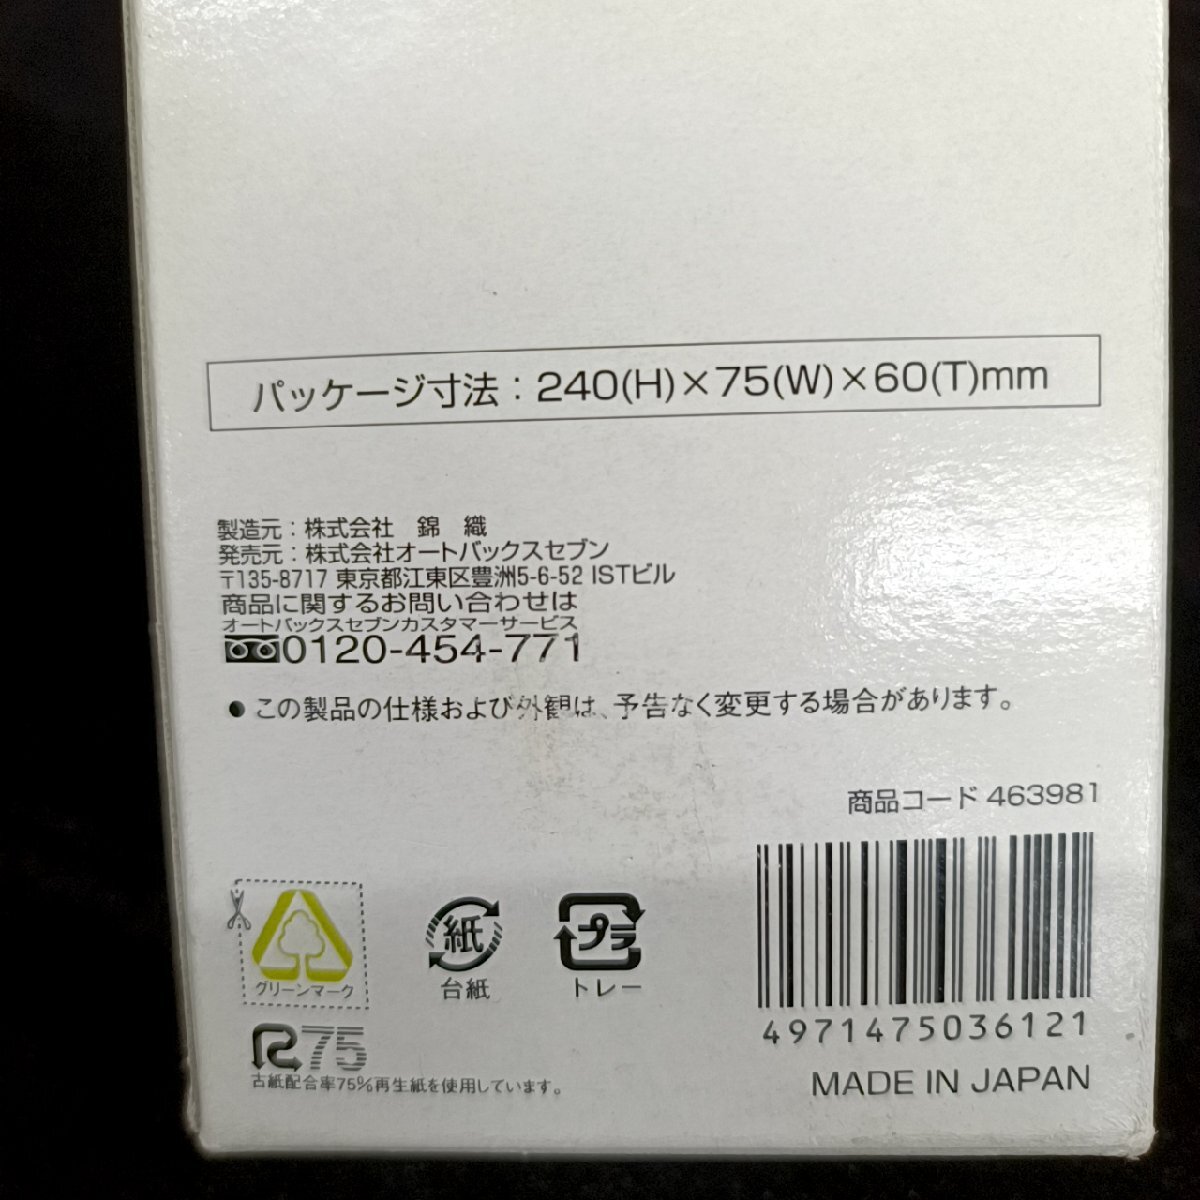 パッケージ寸法：240(H)×75(W)×60(T)mm
製造元：株式会社　錦　織
発売元：株式会社オートバックスセブン
〒135-8717 東京都江東区豊洲5-6-52 ISTビル
商品に関するお問い合わせは
オートバックスセブンカスタマーサービス
0120-454-771
●この製品の仕様および外観は、予告なく変更する場合があります。
商品コード 463981
4971475036121
MADE IN JAPAN
グリーンマーク
紙
台紙
プラ
トレー
R75
古紙配合率75%再生紙を使用しています。